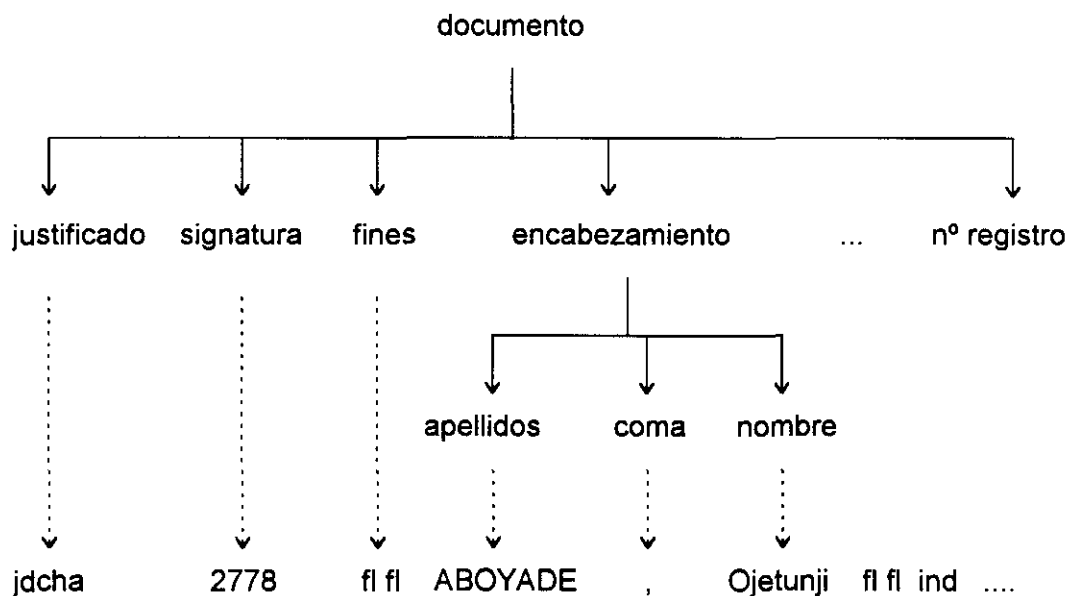 documento
justificado signatura fines encabezamiento ... nº registro
apellidos coma nombre
jdcha 2778 fl fl ABOYADE , Ojetunji fl fl ind ....